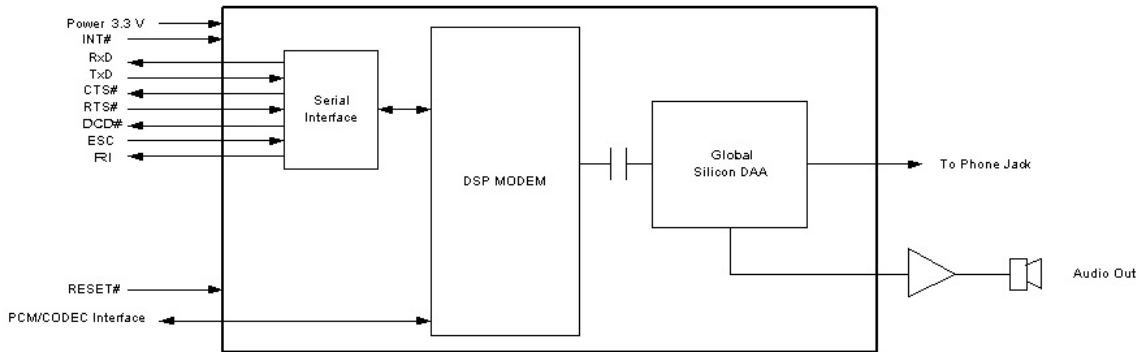 Power 3.3 V
INT#
RxD
TxD
CTS#
RTS#
DCD#
ESC
RI
RESET#
PCM/CODEC Interface
Serial
Interface
DSP MODEM
Global
Silicon DAA
To Phone Jack
Audio Out